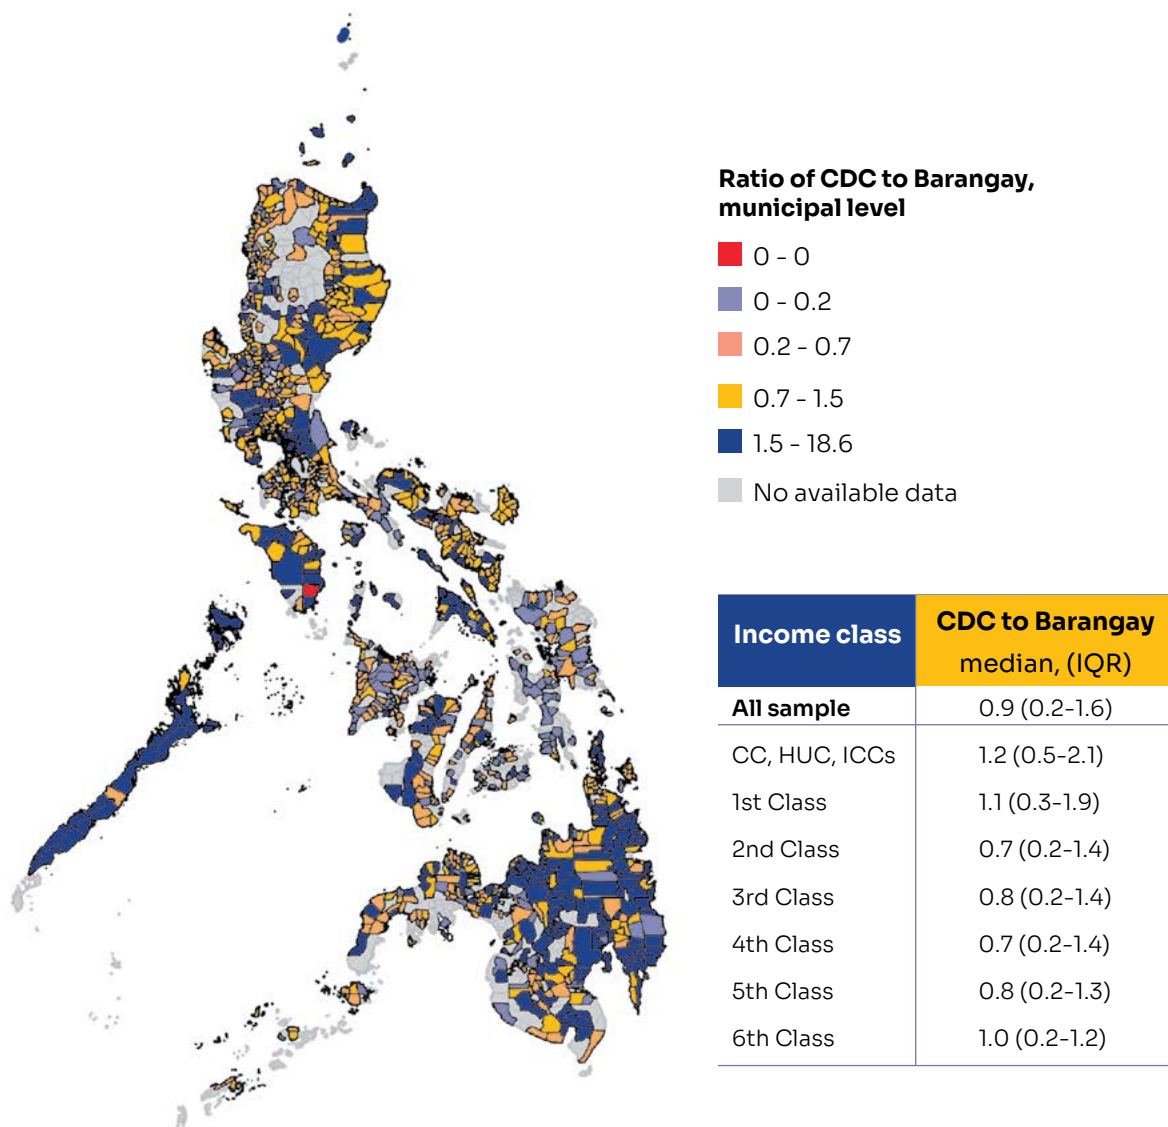 Ratio of CDC to Barangay,
municipal level
0 - 0
0 - 0.2
0.2 - 0.7
0.7 - 1.5
1.5 - 18.6
No available data
Income class CDC to Barangay
median, (IQR)
All sample 0.9 (0.2-1.6)
CC, HUC, ICCs 1.2 (0.5-2.1)
1st Class 1.1 (0.3-1.9)
2nd Class 0.7 (0.2-1.4)
3rd Class 0.8 (0.2-1.4)
4th Class 0.7 (0.2-1.4)
5th Class 0.8 (0.2-1.3)
6th Class 1.0 (0.2-1.2)